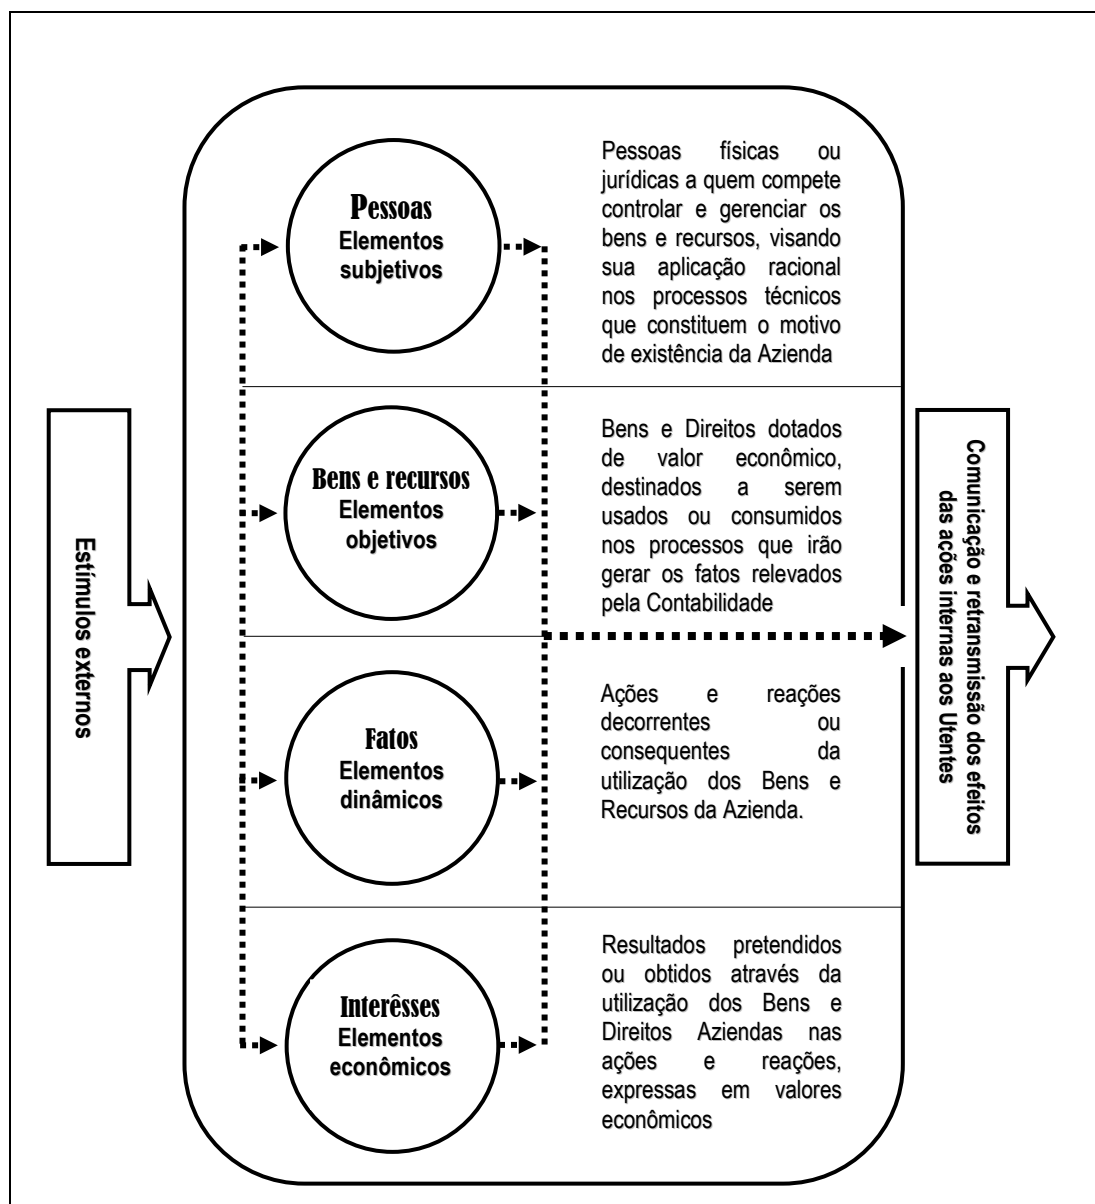 Estímulos externos
Pessoas
Elementos
subjetivos
Pessoas físicas ou
jurídicas a quem compete
controlar e gerenciar os
bens e recursos, visando
sua aplicação racional
nos processos técnicos
que constituem o motivo
de existência da Azienda
Bens e recursos
Elementos
objetivos
Bens e Direitos dotados
de valor econômico,
destinados a serem
usados ou consumidos
nos processos que irão
gerar os fatos relevados
pela Contabilidade
Fatos
Elementos
dinâmicos
Ações e reações
decorrentes ou
consequentes da
utilização dos Bens e
Recursos da Azienda.
Interêsses
Elementos
econômicos
Resultados pretendidos
ou obtidos através da
utilização dos Bens e
Direitos Aziendas nas
ações e reações,
expressas em valores
econômicos
Comunicação e retransmissão dos efeitos
das ações internas aos Utentes